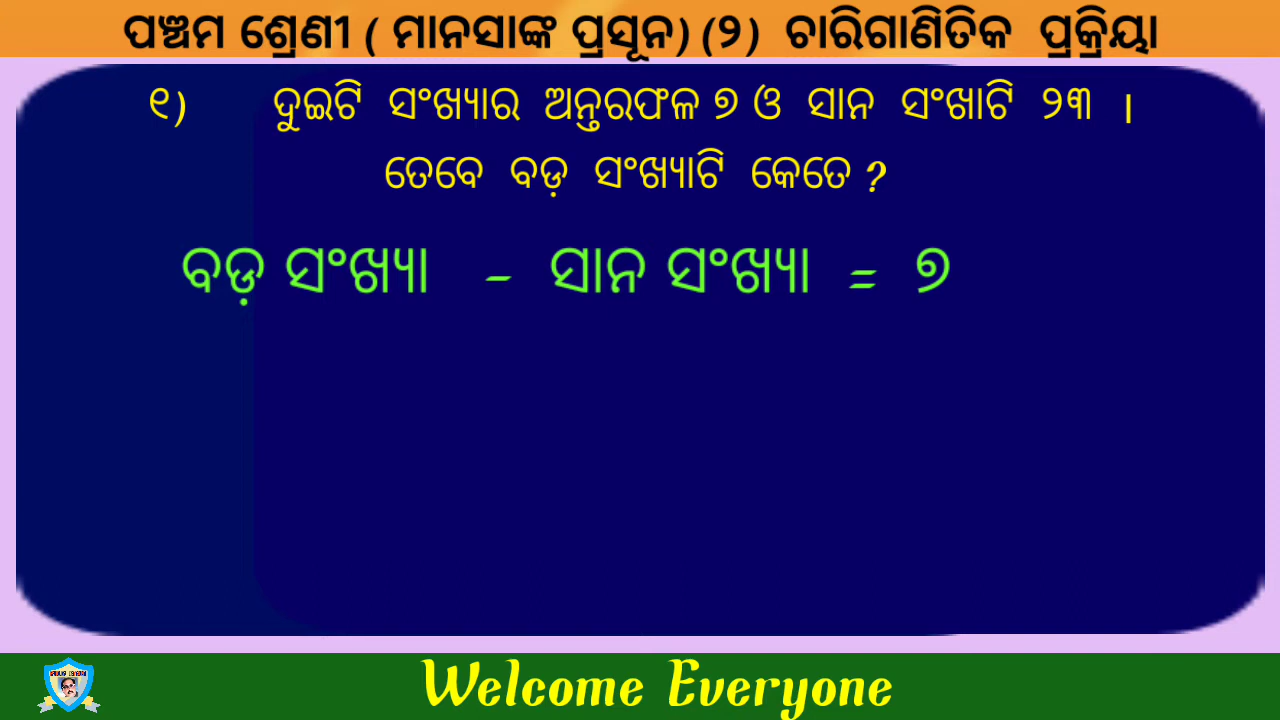 ପଞ୍ଚମ ଶ୍ରେଣୀ ( ମାନସାଙ୍କ ପ୍ରସୂନ) (୨) ଚାରିଗାଣିତିକ ପ୍ରକ୍ରିୟା
୧) ଦୁଇଟି ସଂଖ୍ୟାର ଅନ୍ତରଫଳ ୭ ଓ ସାନ ସଂଖାଟି ୨୩ ।
ତେବେ ବଡ଼ ସଂଖ୍ୟାଟି କେତେ ?
ବଡ଼ ସଂଖ୍ୟା - ସାନ ସଂଖ୍ୟା = ୭
Welcome Everyone